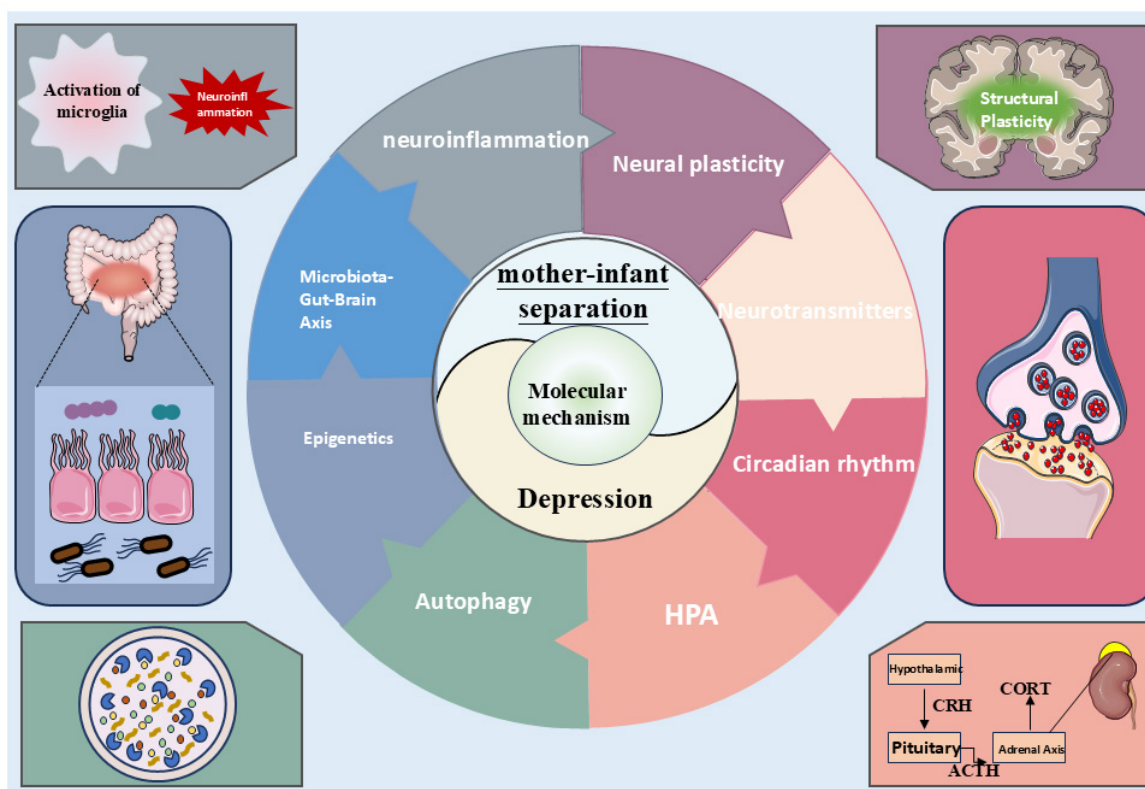 Activation of
microglia
Neuroinfl
ammation
neuroinflammation
Neural plasticity
Structural
Plasticity
Microbiota-
Gut-Brain
Axis
mother-infant
separation
Neurotransmitters
Molecular
mechanism
Epigenetics
Circadian rhythm
Depression
Autophagy
HPA
Hypothalamic
CRH
CORT
Pituitary
ACTH
Adrenal Axis